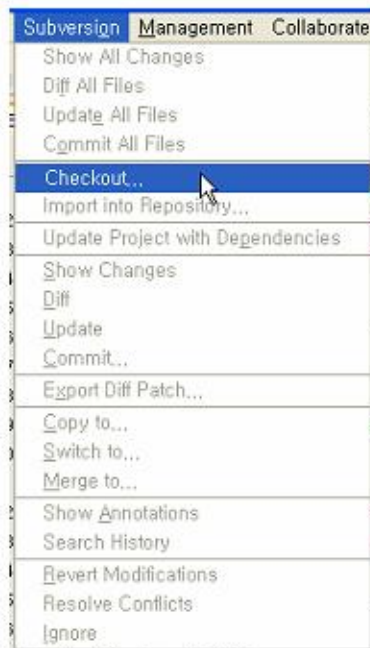 Subversion Management Collaborate
Show All Changes
Diff All Files
Update All Files
Commit All Files
Checkout...
Import into Repository...
Update Project with Dependencies
Show Changes
Diff
Update
Commit...
Export Diff Patch...
Copy to...
Switch to...
Merge to...
Show Annotations
Search History
Revert Modifications
Resolve Conflicts
Ignore